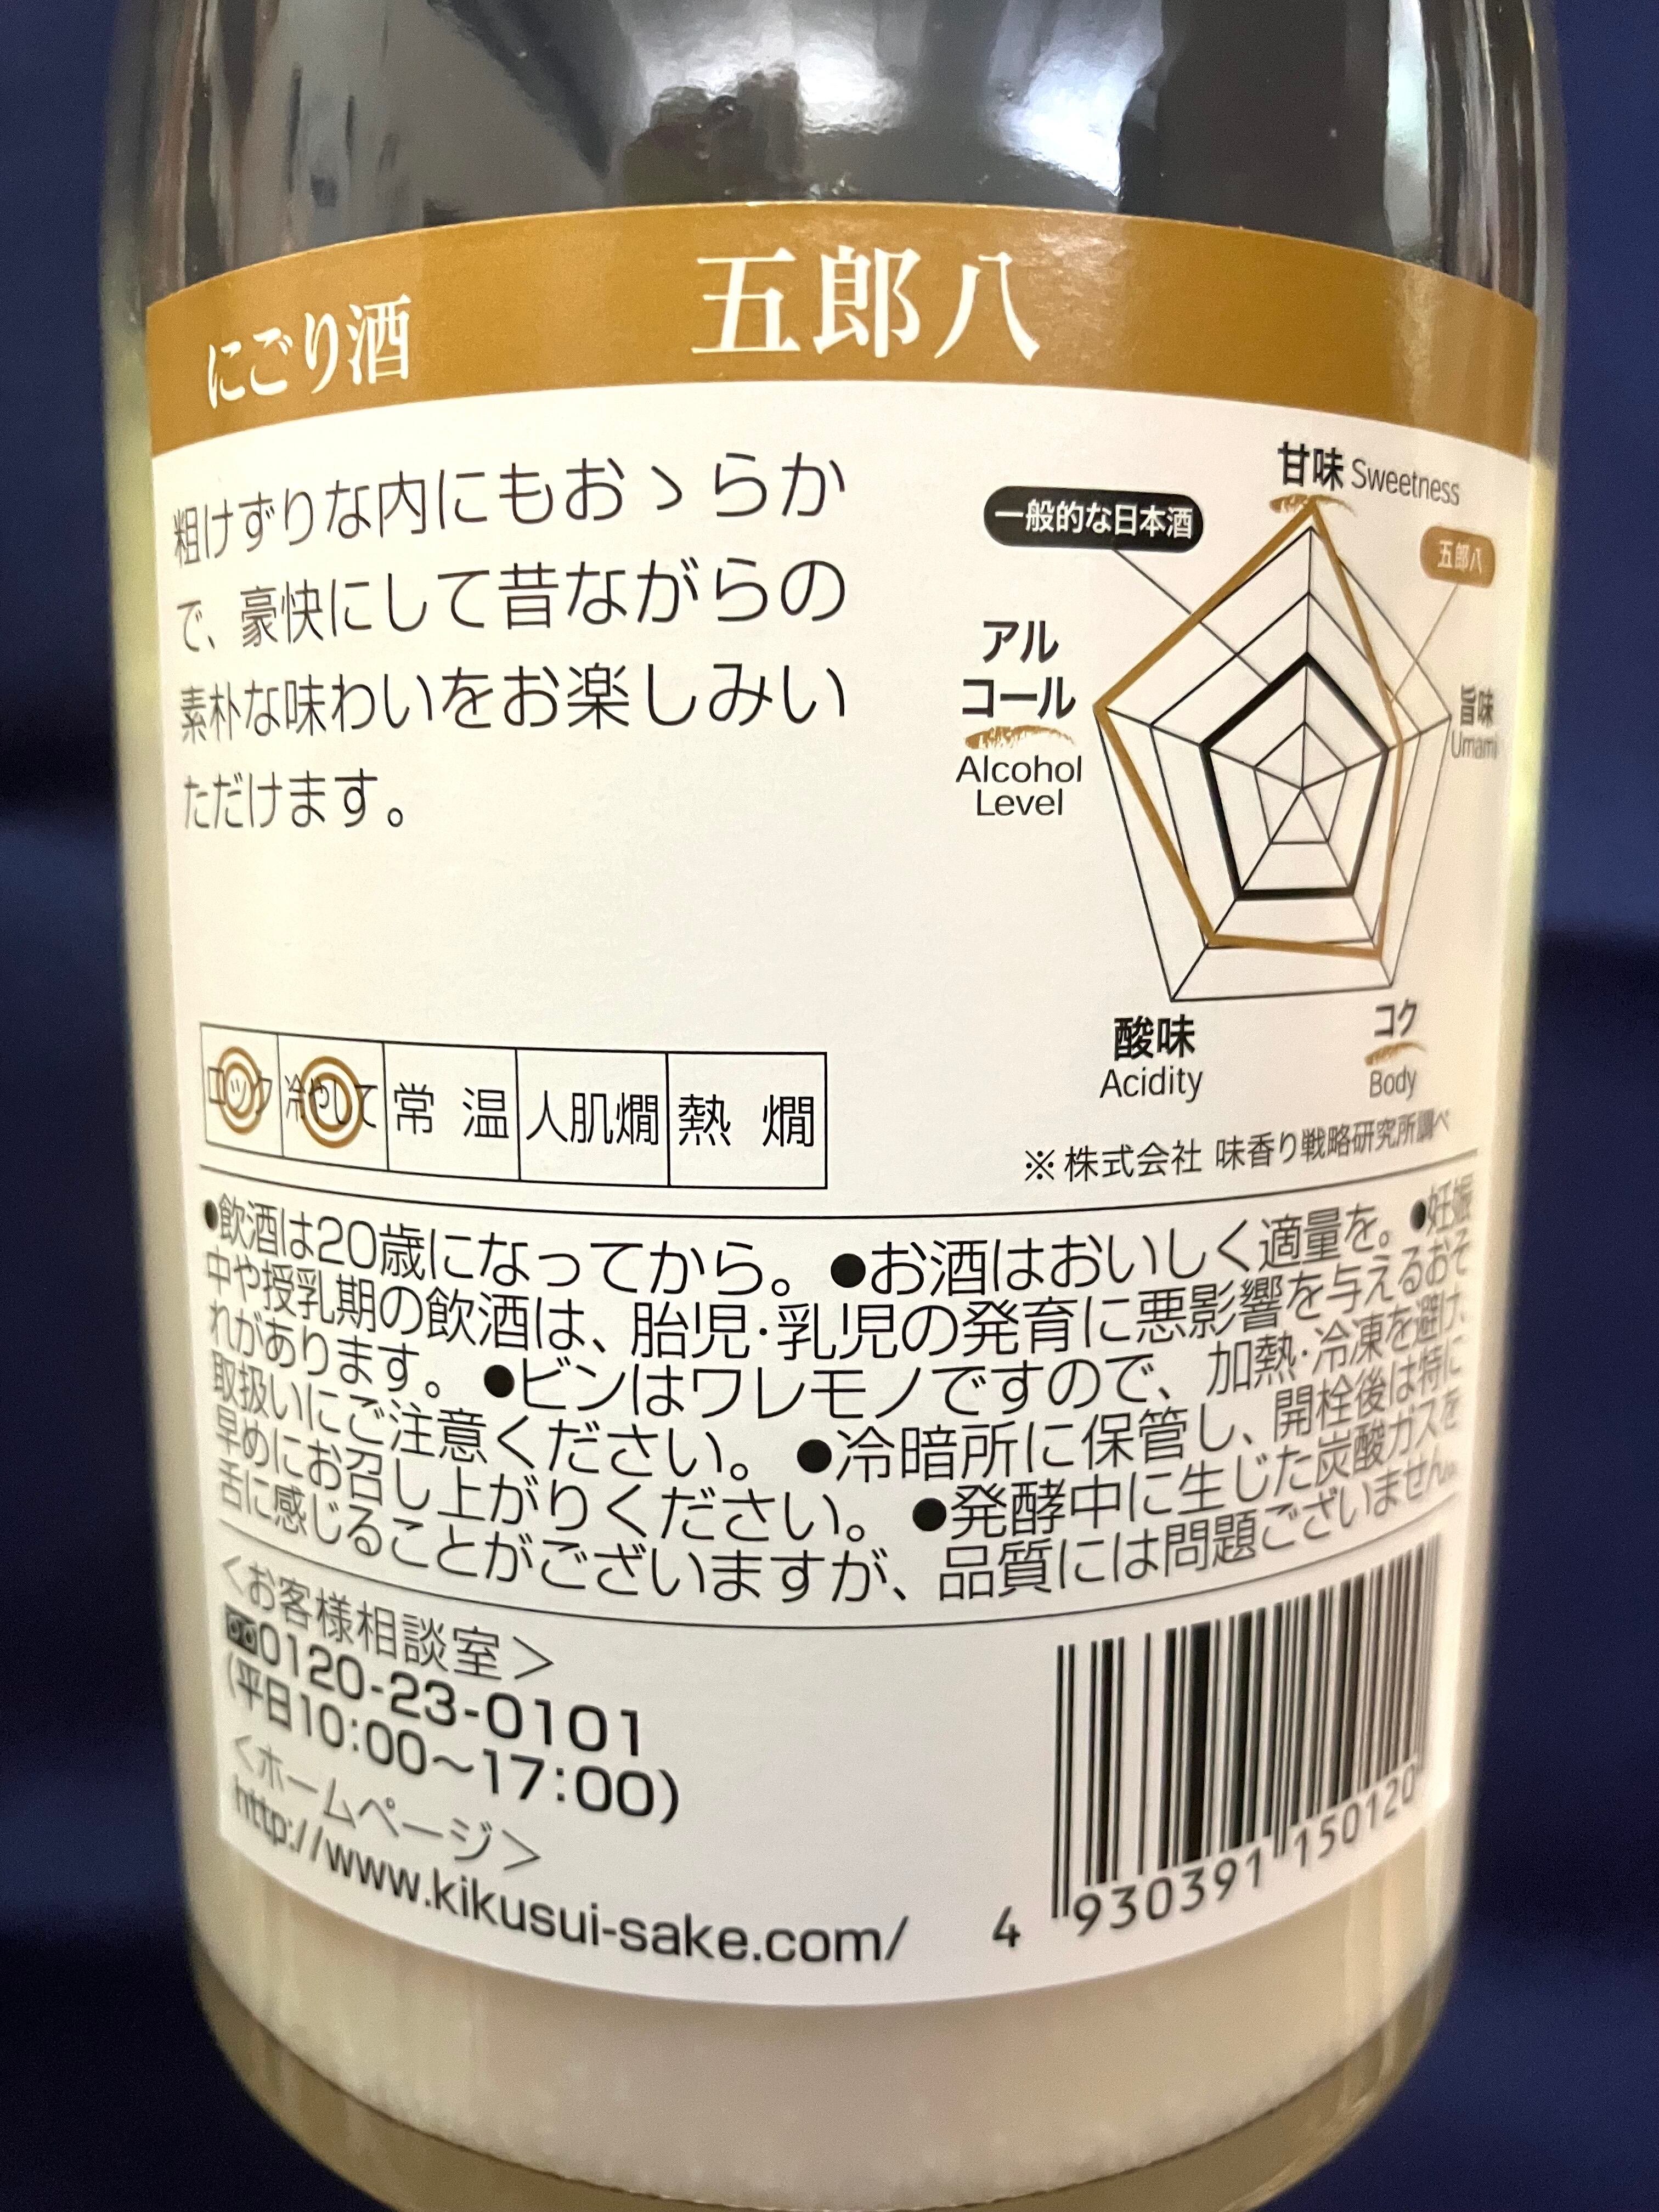 にごり酒 五郎八
粗けずりな内にもおゝらか
で、豪快にして昔ながらの
素朴な味わいをお楽しみい
ただけます。
甘味 Sweetness
一般的な日本酒
五郎八
アル
コール
Alcohol
Level
旨味
Umami
酸味
Acidity
コク
Body
※株式会社 味香り戦略研究所調べ
ロック 冷やして 常温 人肌燗 熱燗
●飲酒は20歳になってから。●お酒はおいしく適量を。●妊娠
中や授乳期の飲酒は、胎児・乳児の発育に悪影響を与えるおそ
れがあります。●ビンはワレモノですので、加熱・冷凍を避け、
取扱いにご注意ください。●冷暗所に保管し、開栓後は特に
早めにお召し上がりください。●発酵中に生じた炭酸ガスを
舌に感じることがございますが、品質には問題ございません。
<お客様相談室>
0120-23-0101
(平日10:00〜17:00)
<ホームページ>
http://www.kikusui-sake.com/
4 930391 150120